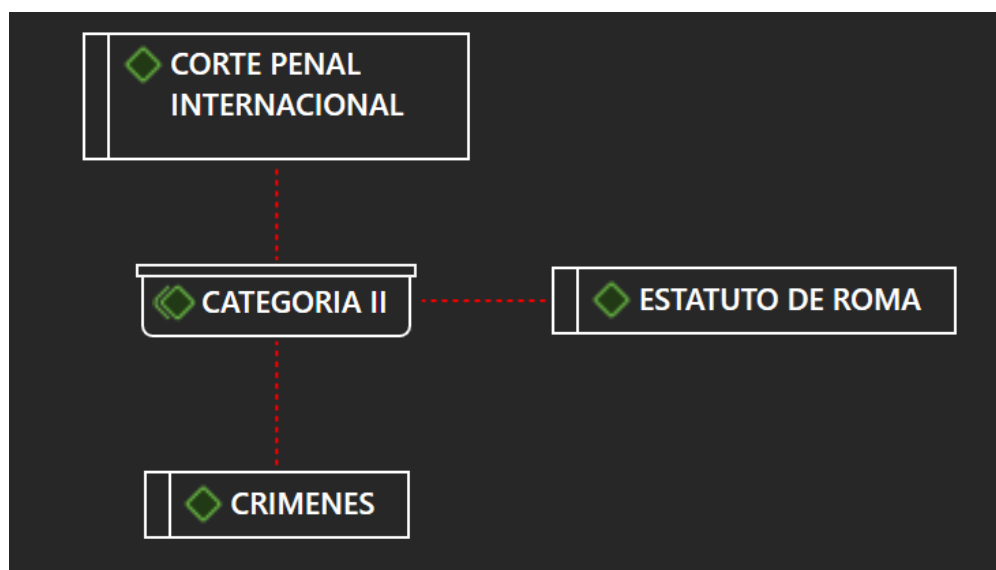 CORTE PENAL
INTERNACIONAL
CATEGORIA II
ESTATUTO DE ROMA
CRIMENES